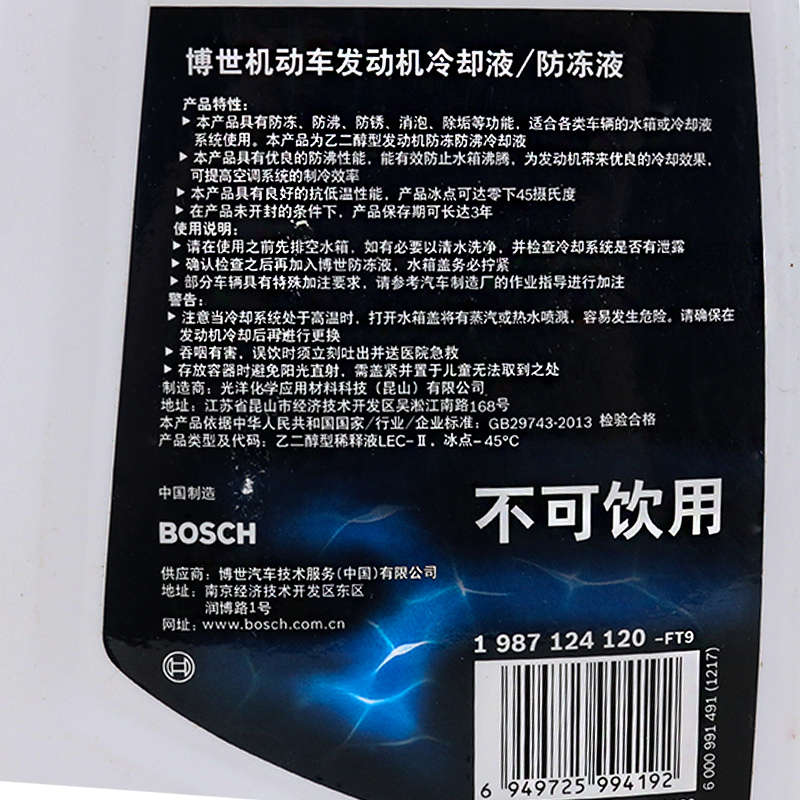 博世机动车发动机冷却液/防冻液
产品特性：
▶ 本产品具有防冻、防沸、防锈、消泡、除垢等功能，适合各类车辆的水箱或冷却液
系统使用。本产品为乙二醇型发动机防冻防沸冷却液
▶ 本产品具有优良的防沸性能，能有效防止水箱沸腾，为发动机带来优良的冷却效果，
可提高空调系统的制冷效率
▶ 本产品具有良好的抗低温性能，产品冰点可达零下45摄氏度
▶ 在产品未开封的条件下，产品保存期可长达3年
使用说明：
▶ 请在使用之前先排空水箱，如有必要以清水洗净，并检查冷却系统是否有泄露
▶ 确认检查之后再加入博世防冻液，水箱盖务必拧紧
▶ 部分车辆具有特殊加注要求，请参考汽车制造厂的作业指导进行加注
警告：
▶ 注意当冷却系统处于高温时，打开水箱盖将有蒸汽或热水喷溅，容易发生危险。请确保在
发动机冷却后再进行更换
▶ 吞咽有害，误饮时须立刻吐出并送医院急救
▶ 存放容器时避免阳光直射，需盖紧并置于儿童无法取到之处
制造商：光洋化学应用材料科技（昆山）有限公司
地址：江苏省昆山市经济技术开发区吴淞江南路168号
本产品依据中华人民共和国国家/行业/企业标准：GB29743-2013 检验合格
产品类型及代码：乙二醇型稀释液LEC-Ⅱ，冰点-45℃
中国制造
不可饮用
BOSCH
供应商：博世汽车技术服务(中国)有限公司
地址：南京经济技术开发区东区
润博路1号
网址：www.bosch.com.cn
1 987 124 120 -FT9
6 000 991 491 (1217)
6 949725 994192